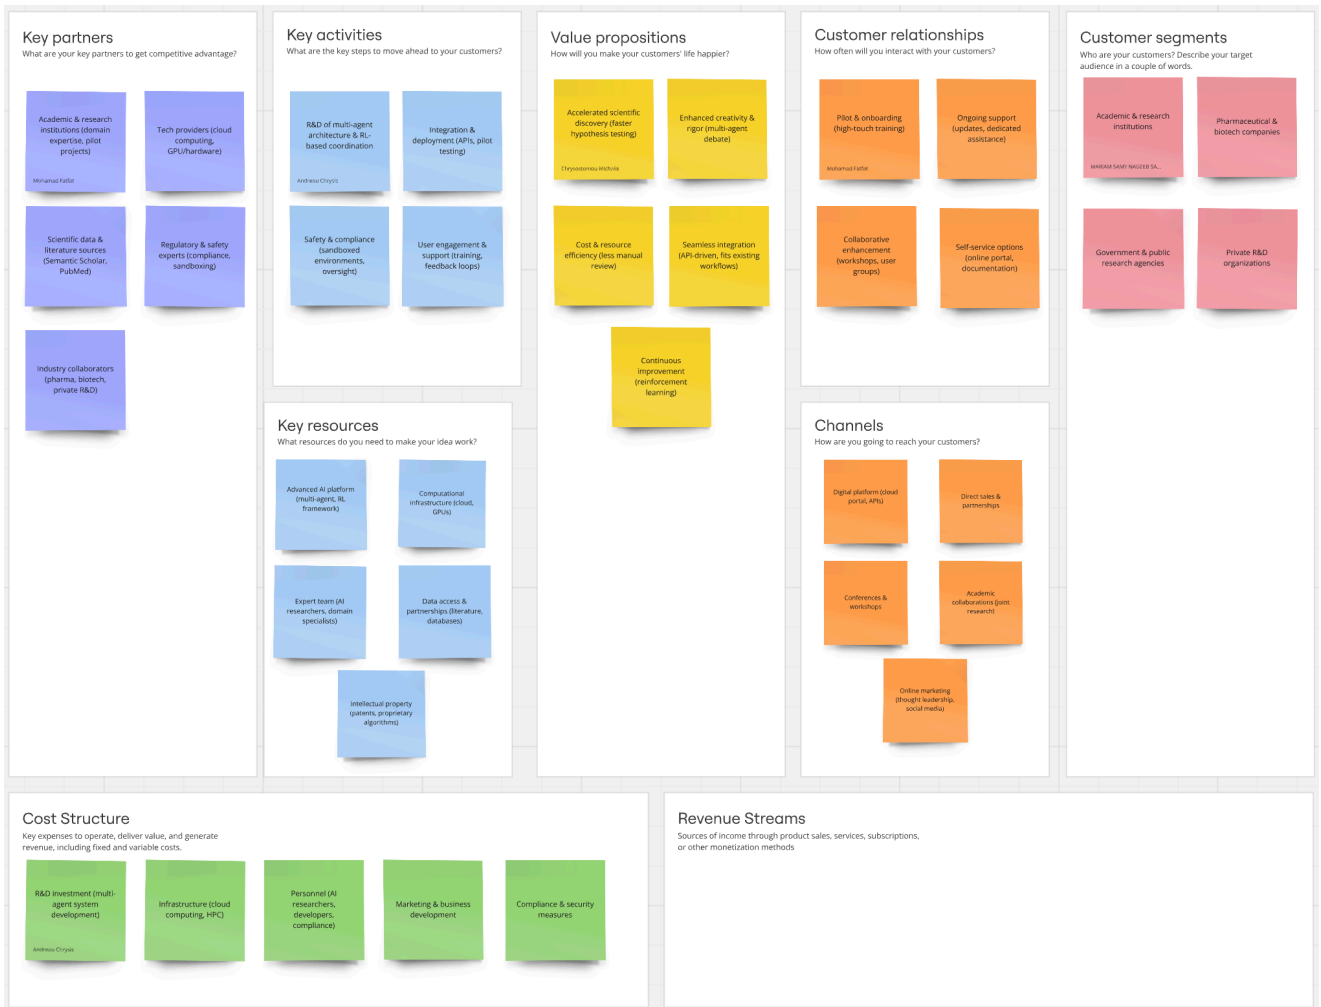 Key partners
What are your key partners to get competitive advantage?
Academic & research
institutions (domain
expertise, pilot
projects)
Mohamad Fatfat
Tech providers (cloud
computing,
GPU/hardware)
Scientific data &
literature sources
(Semantic Scholar,
PubMed)
Regulatory & safety
experts (compliance,
sandboxing)
Industry collaborators
(pharma, biotech,
private R&D)
Key activities
What are the key steps to move ahead to your customers?
R&D of multi-agent
architecture & RL-
based coordination
Andreou Chrysis
Integration &
deployment (APIs, pilot
testing)
Safety & compliance
(sandboxed
environments,
oversight)
User engagement &
support (training,
feedback loops)
Key resources
What resources do you need to make your idea work?
Advanced AI platform
(multi-agent, RL
framework)
Computational
infrastructure (cloud,
GPUs)
Expert team (AI
researchers, domain
specialists)
Data access &
partnerships (literature,
databases)
Intellectual property
(patents, proprietary
algorithms)
Value propositions
How will you make your customers' life happier?
Accelerated scientific
discovery (faster
hypothesis testing)
Chrysostomou Michalis
Enhanced creativity &
rigor (multi-agent
debate)
Cost & resource
efficiency (less manual
review)
Seamless integration
(API-driven, fits existing
workflows)
Continuous
improvement
(reinforcement
learning)
Customer relationships
How often will you interact with your customers?
Pilot & onboarding
(high-touch training)
Mohamad Fatfat
Ongoing support
(updates, dedicated
assistance)
Collaborative
enhancement
(workshops, user
groups)
Self-service options
(online portal,
documentation)
Channels
How are you going to reach your customers?
Digital platform (cloud
portal, APIs)
Direct sales &
partnerships
Conferences &
workshops
Academic
collaborations (joint
research)
Online marketing
(thought leadership,
social media)
Customer segments
Who are your customers? Describe your target
audience in a couple of words.
Academic & research
institutions
MARIAM SAMY NAGEEB SA...
Pharmaceutical &
biotech companies
Government & public
research agencies
Private R&D
organizations
Cost Structure
Key expenses to operate, deliver value, and generate
revenue, including fixed and variable costs.
R&D investment (multi-
agent system
development)
Andreou Chrysis
Infrastructure (cloud
computing, HPC)
Personnel (AI
researchers,
developers,
compliance)
Marketing & business
development
Compliance & security
measures
Revenue Streams
Sources of income through product sales, services, subscriptions,
or other monetization methods